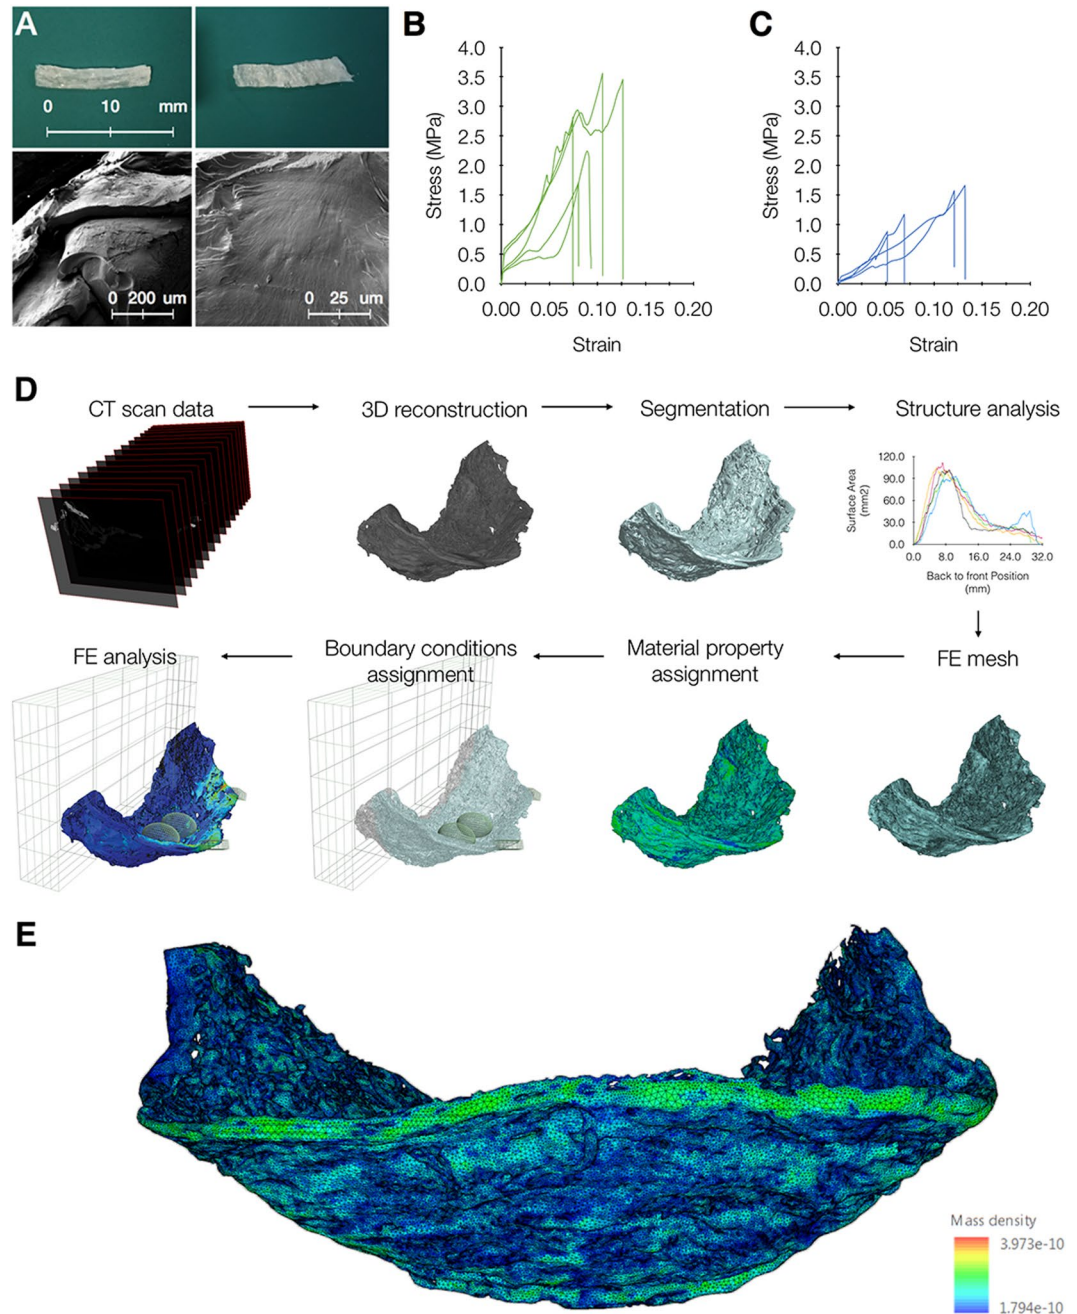 A
0 10 mm
0 200 um
0 25 um
B
Stress (MPa)
4.0
3.5
3.0
2.5
2.0
1.5
1.0
0.5
0.0
0.00 0.05 0.10 0.15 0.20
Strain
C
Stress (MPa)
4.0
3.5
3.0
2.5
2.0
1.5
1.0
0.5
0.0
0.00 0.05 0.10 0.15 0.20
Strain
D
CT scan data
3D reconstruction
Segmentation
Structure analysis
Surface Area
(mm2)
120.0
90.0
60.0
30.0
0.0
0.0 8.0 16.0 24.0 32.0
Back to front Position
(mm)
FE analysis
Boundary conditions
assignment
Material property
assignment
FE mesh
E
Mass density
3.973e-10
1.794e-10